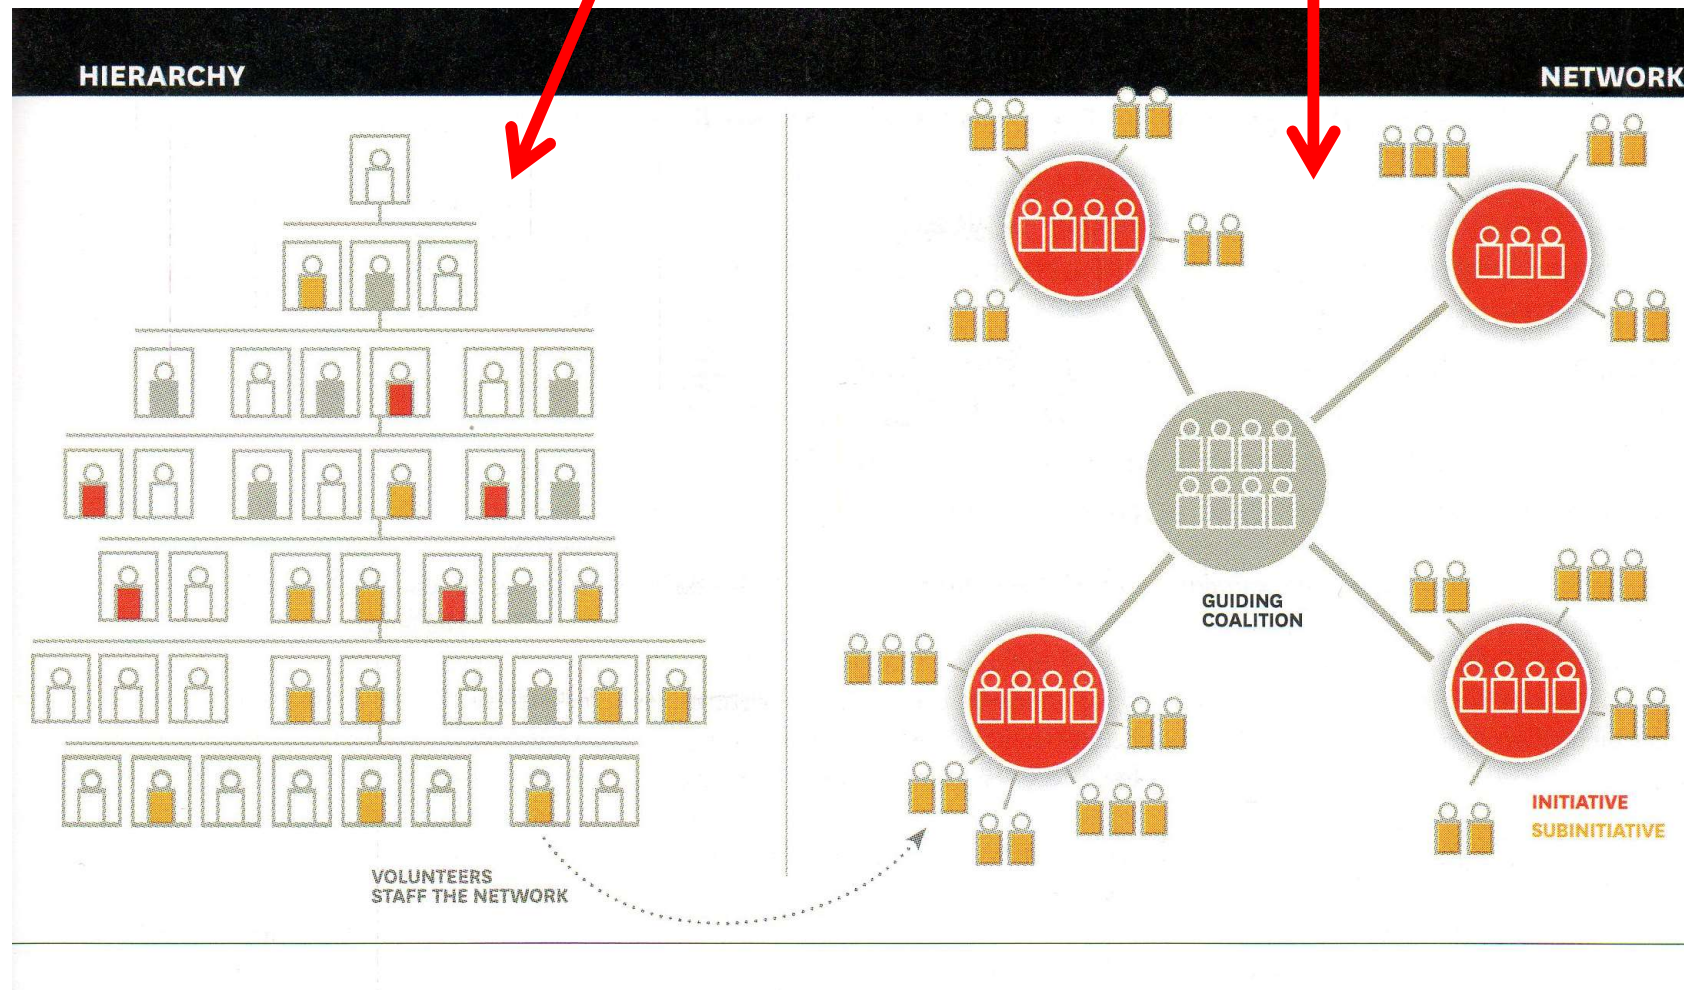 HIERARCHY
NETWORK
GUIDING
COALITION
INITIATIVE
SUBINITIATIVE
VOLUNTEERS
STAFF THE NETWORK